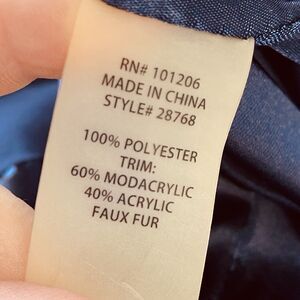 RN# 101206
MADE IN CHINA
STYLE# 28768
100% POLYESTER
TRIM:
60% MODACRYLIC
40% ACRYLIC
FAUX FUR